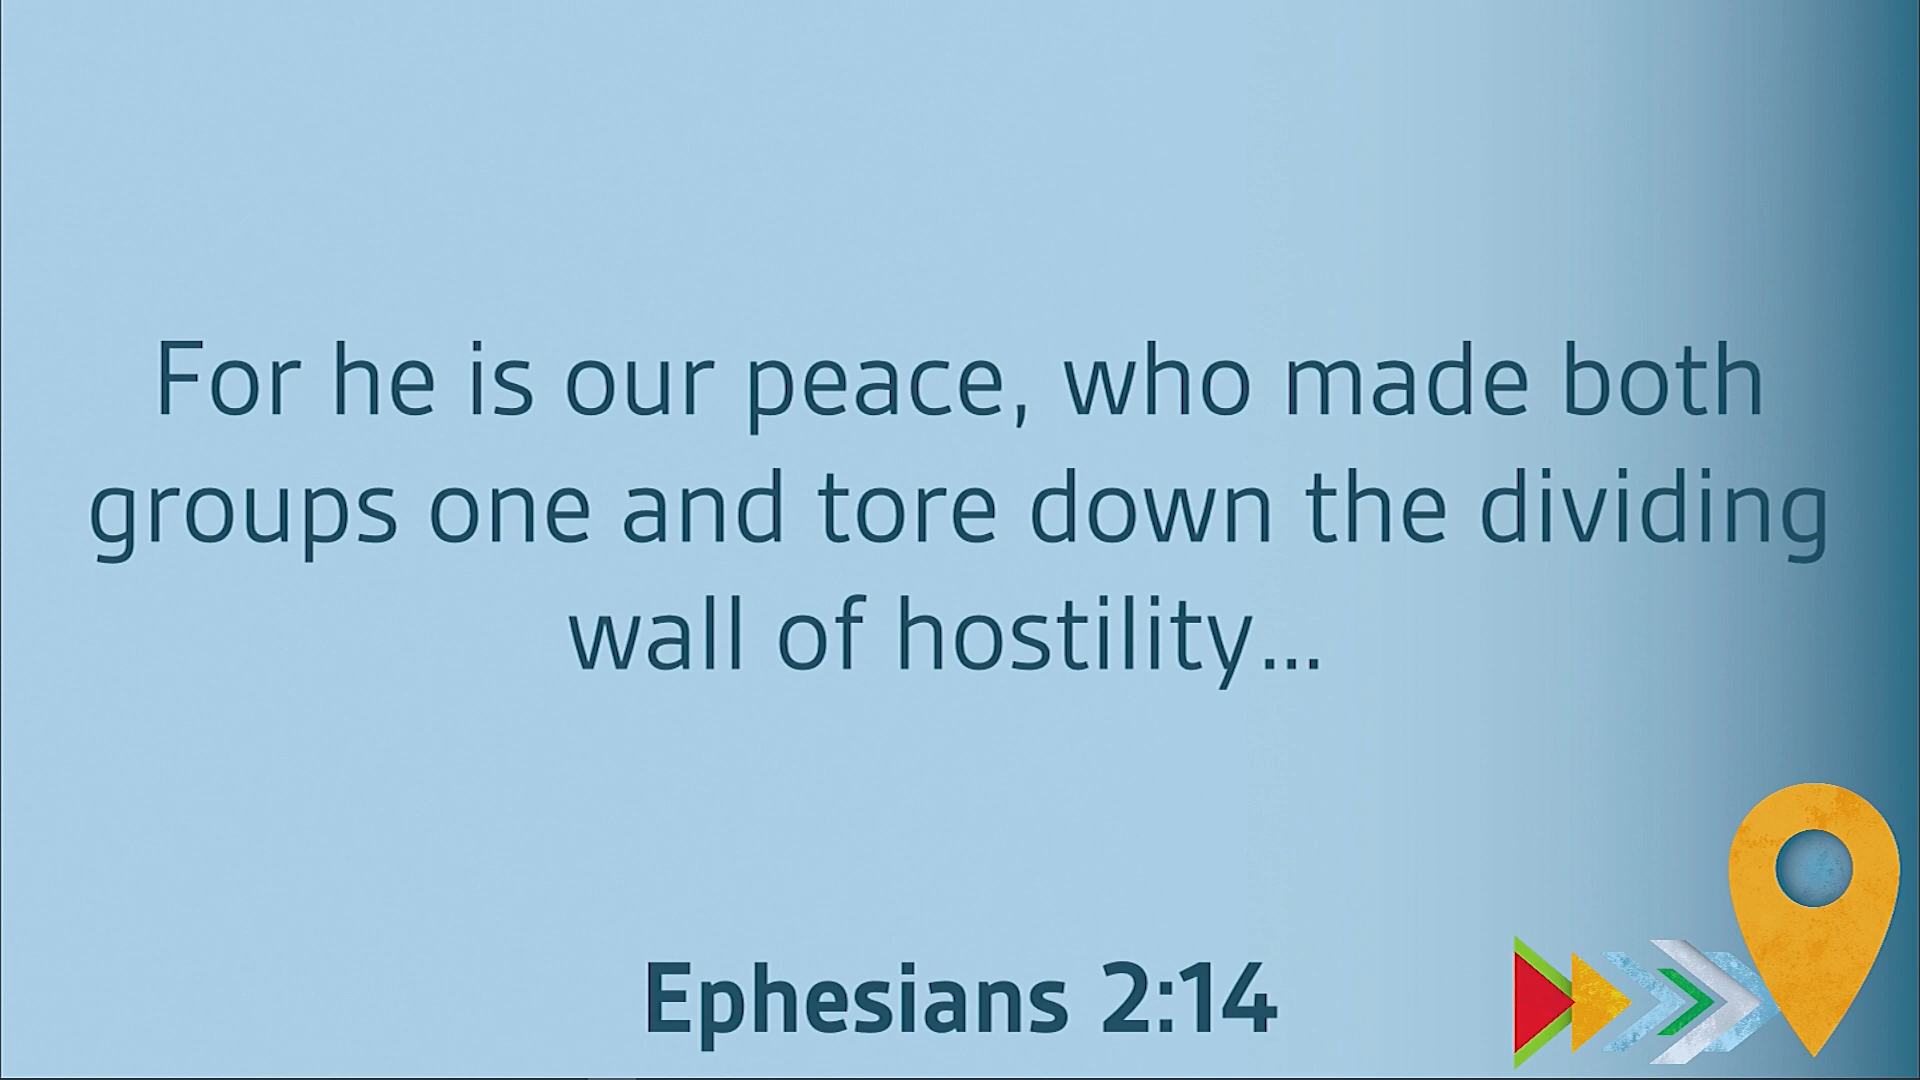 For he is our peace, who made both
groups one and tore down the dividing
wall of hostility...
Ephesians 2:14